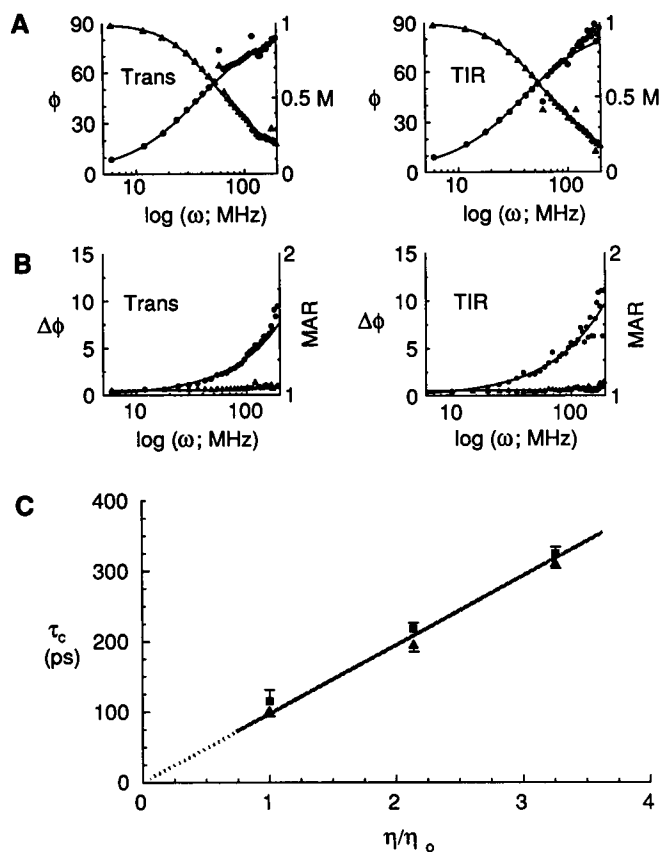 A
90
60
30
0
ϕ
Trans
10
100
log (ω; MHz)
1
0.5 M
0
90
60
30
0
ϕ
TIR
10
100
log (ω; MHz)
1
0.5 M
0
B
15
10
5
0
Δϕ
Trans
10
100
log (ω; MHz)
2
MAR
1
15
10
5
0
Δϕ
TIR
10
100
log (ω; MHz)
2
MAR
1
C
400
300
200
100
0
τc
(ps)
0
1
2
3
4
η/ηo